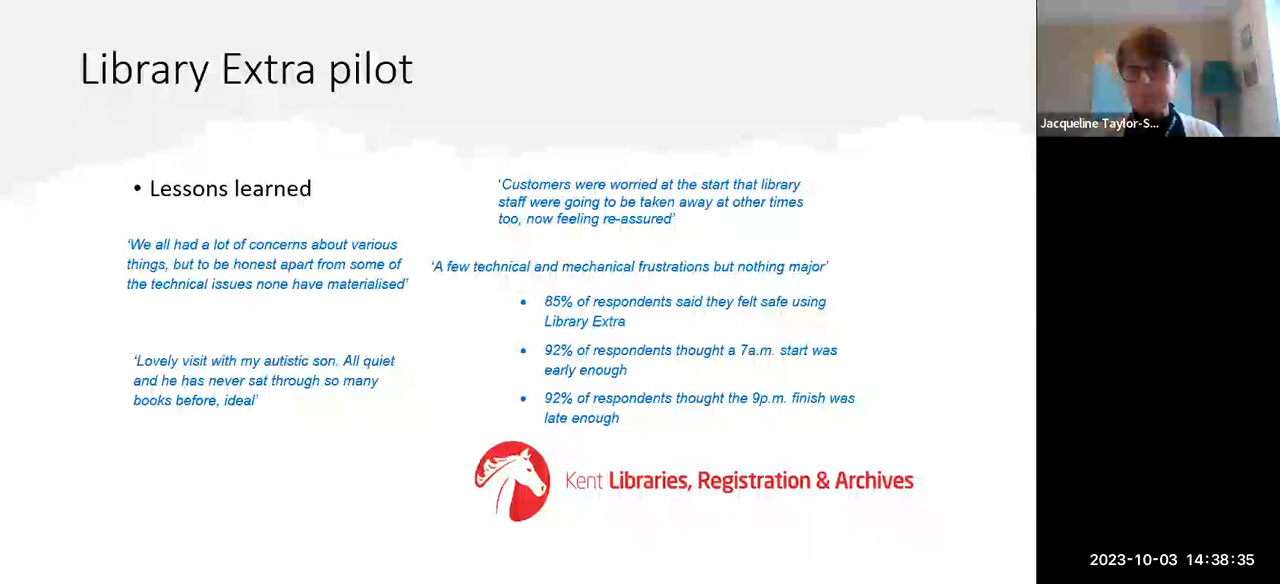 Library Extra pilot
Jacqueline Taylor-S...
• Lessons learned
‘We all had a lot of concerns about various
things, but to be honest apart from some of
the technical issues none have materialised’
‘Lovely visit with my autistic son. All quiet
and he has never sat through so many
books before, ideal’
‘Customers were worried at the start that library
staff were going to be taken away at other times
too, now feeling re-assured’
‘A few technical and mechanical frustrations but nothing major’
• 85% of respondents said they felt safe using
Library Extra
• 92% of respondents thought a 7a.m. start was
early enough
• 92% of respondents thought the 9p.m. finish was
late enough
Kent Libraries, Registration & Archives
2023-10-03 14:38:35